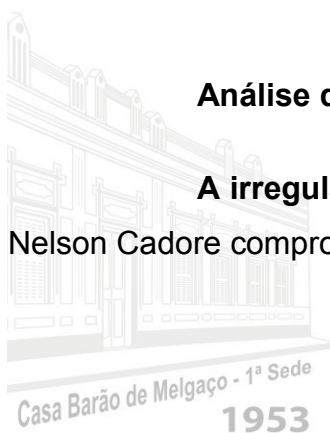 Análise d
A irregul
Nelson Cadore compro
Casa Barão de Melgaço - 1ª Sede
1953